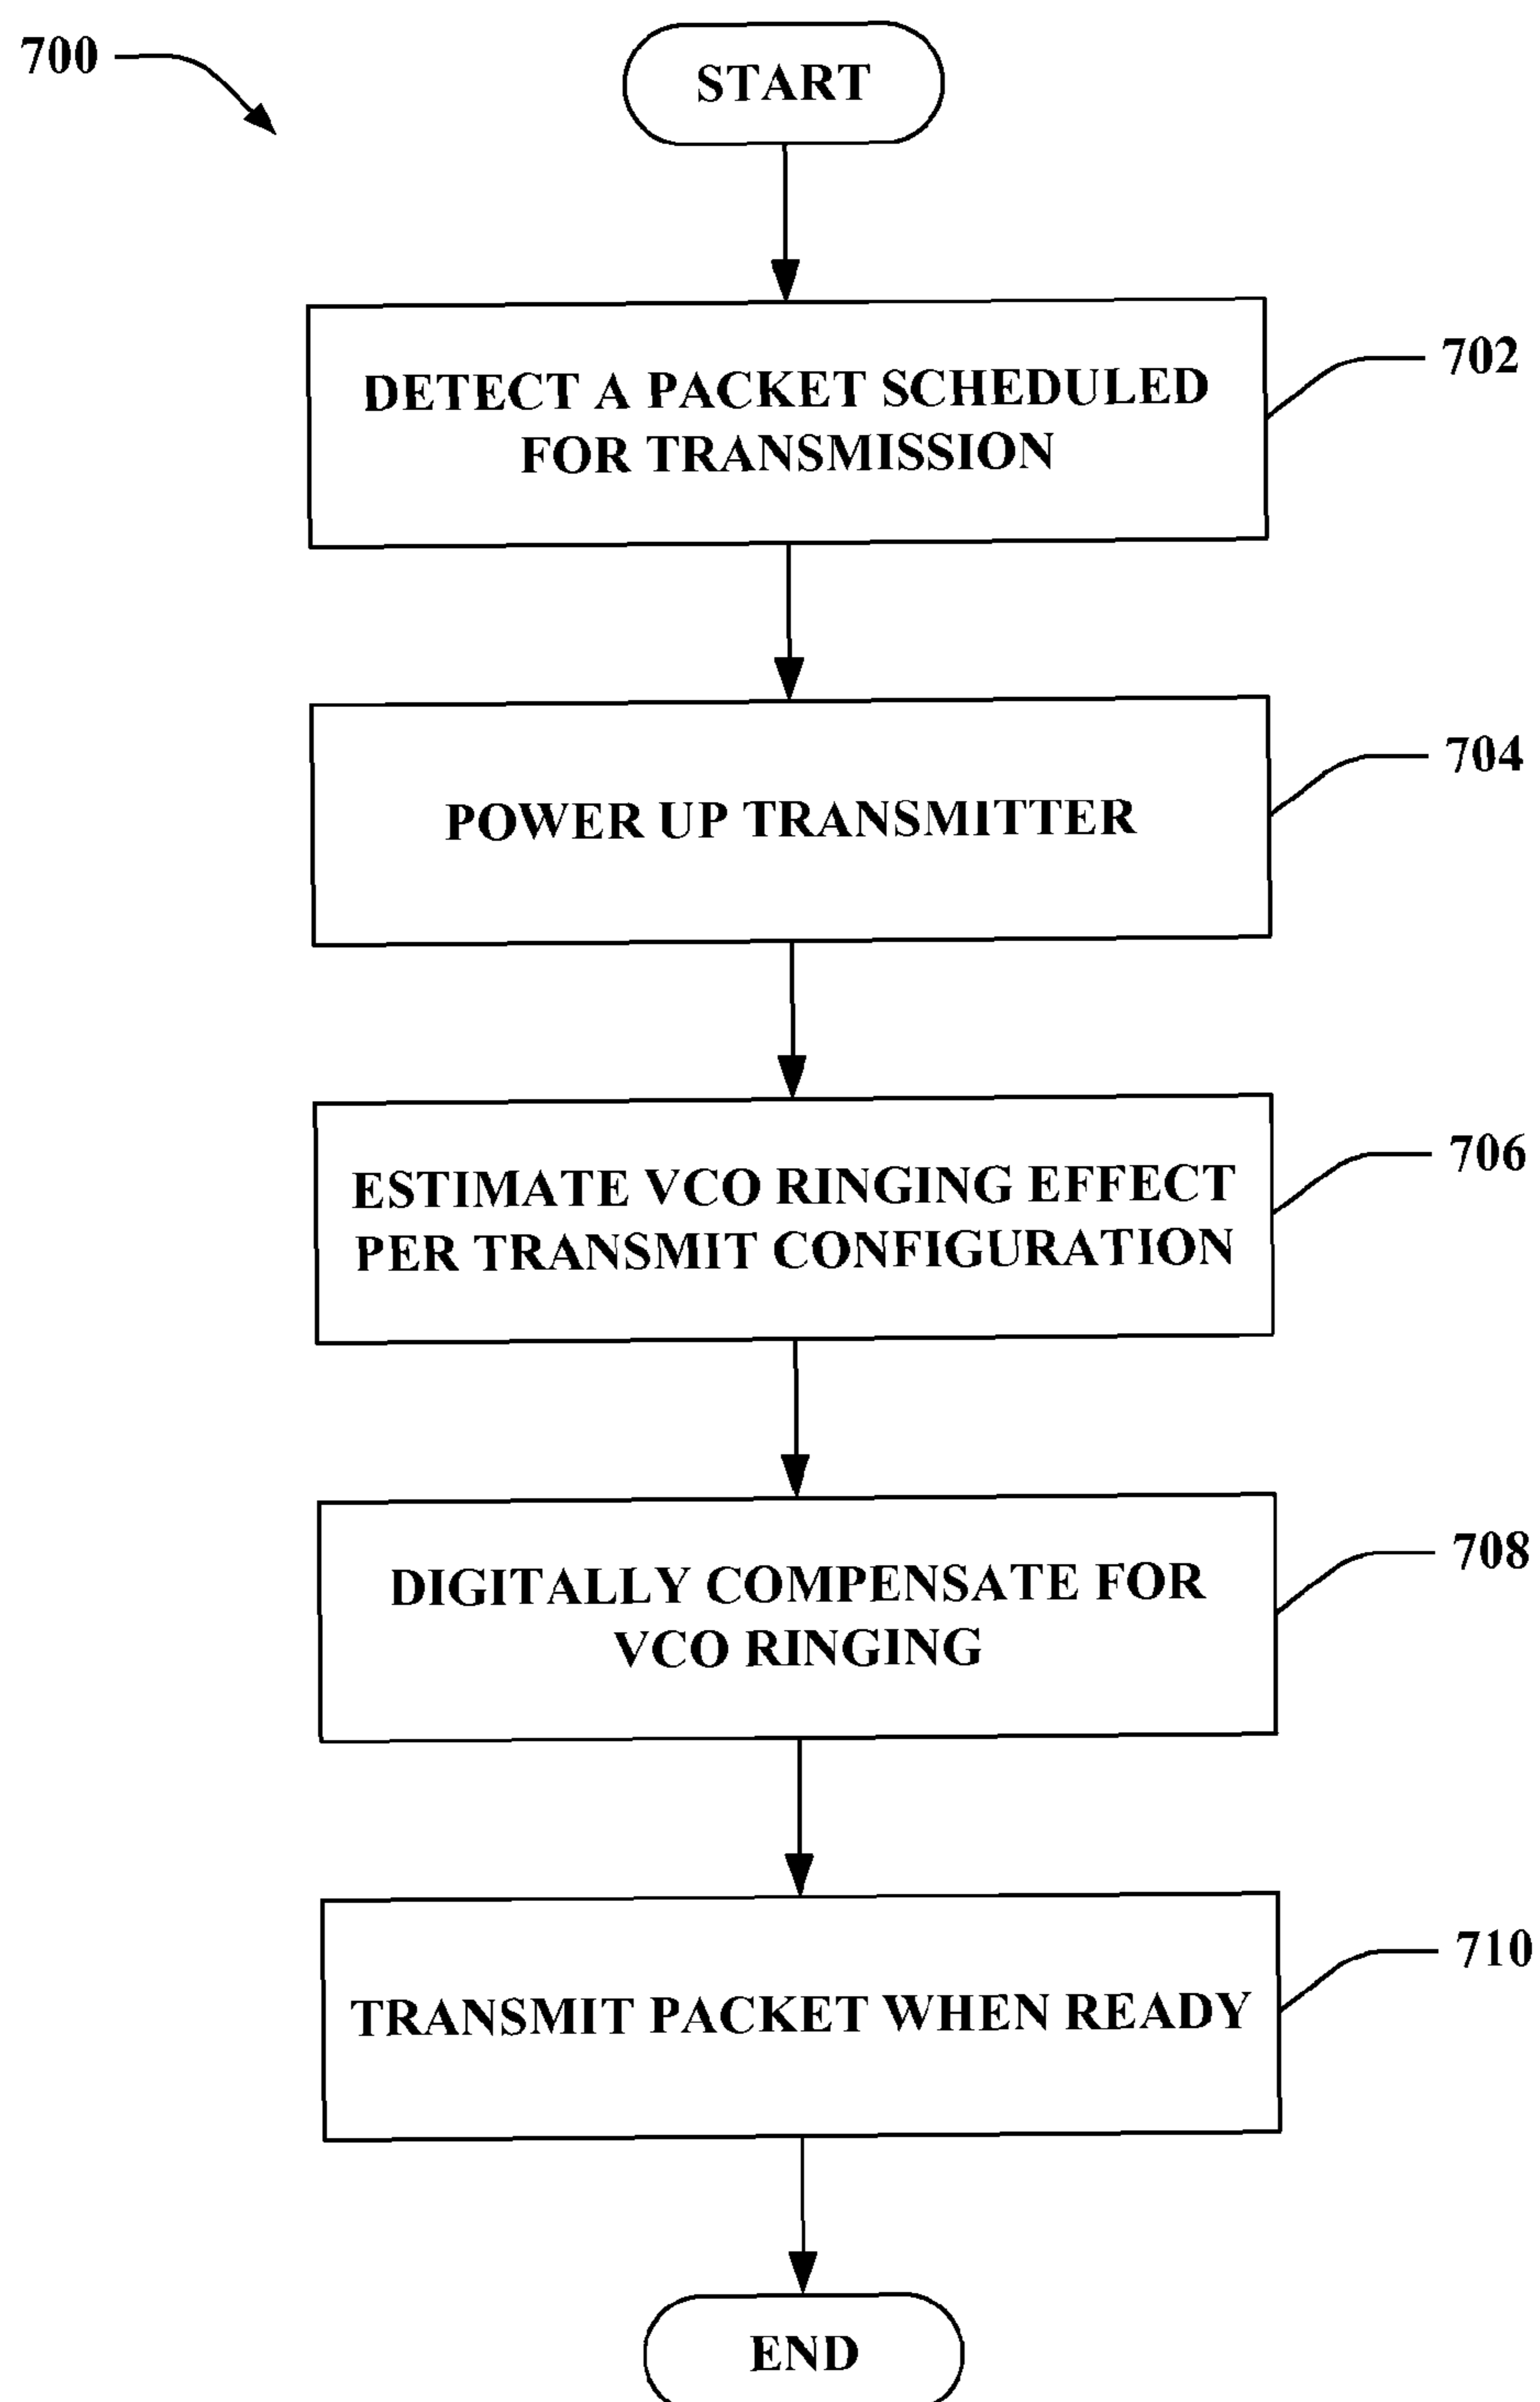 700
START
DETECT A PACKET SCHEDULED
FOR TRANSMISSION
702
POWER UP TRANSMITTER
704
ESTIMATE VCO RINGING EFFECT
PER TRANSMIT CONFIGURATION
706
DIGITALLY COMPENSATE FOR
VCO RINGING
708
TRANSMIT PACKET WHEN READY
710
END